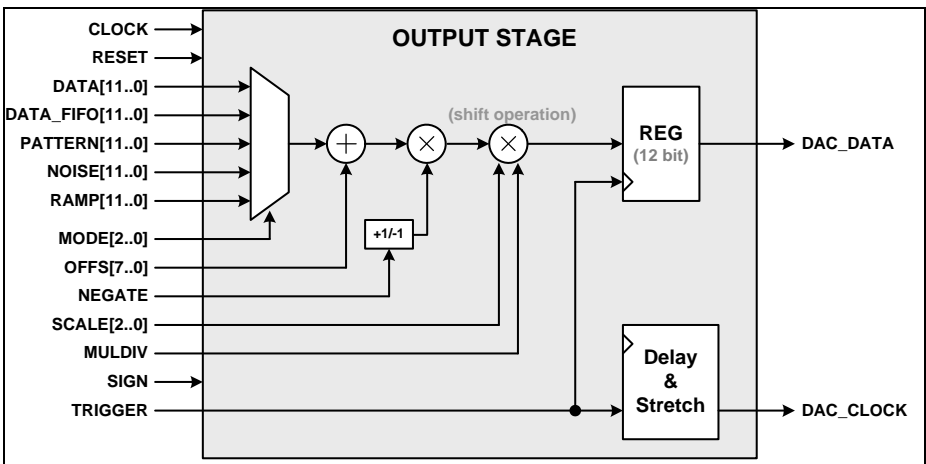 CLOCK
OUTPUT STAGE
RESET
DATA[11..0]
DATA_FIFO[11..0]
(shift operation)
PATTERN[11..0]
REG
(12 bit)
DAC_DATA
NOISE[11..0]
RAMP[11..0]
MODE[2..0]
+1/-1
OFFS[7..0]
NEGATE
SCALE[2..0]
MULDIV
Delay
&
Stretch
SIGN
TRIGGER
DAC_CLOCK